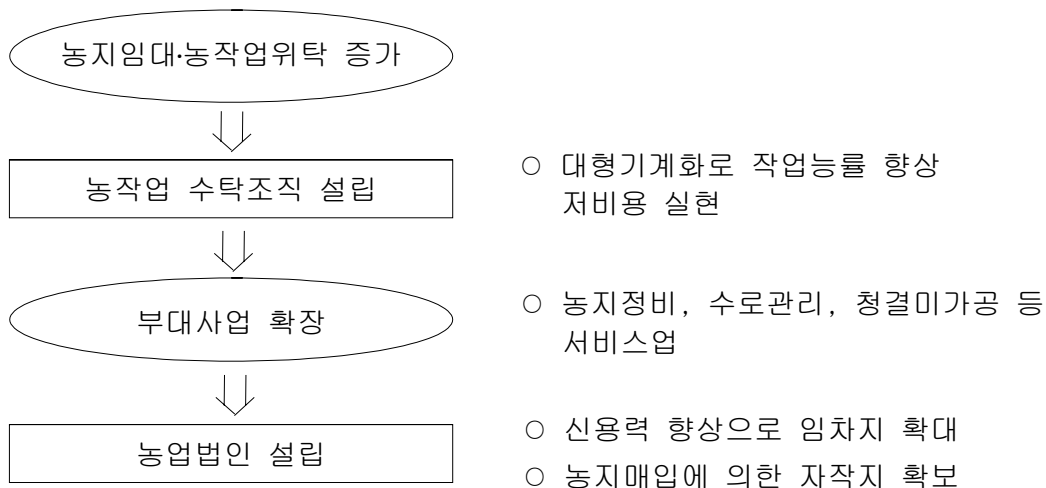 농지임대·농작업위탁 증가
농작업 수탁조직 설립
○ 대형기계화로 작업능률 향상
저비용 실현
부대사업 확장
○ 농지정비, 수로관리, 청결미가공 등
서비스업
농업법인 설립
○ 신용력 향상으로 임차지 확대
○ 농지매입에 의한 자작지 확보